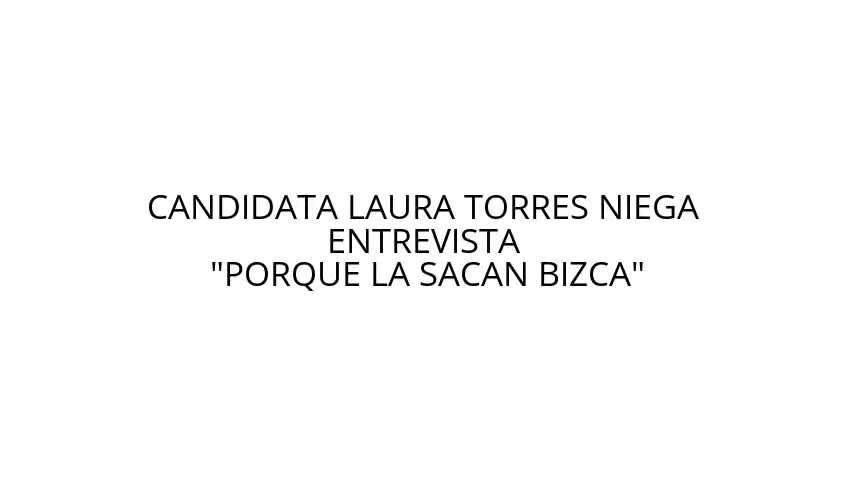 CANDIDATA LAURA TORRES NIEGA
ENTREVISTA
"PORQUE LA SACAN BIZCA"